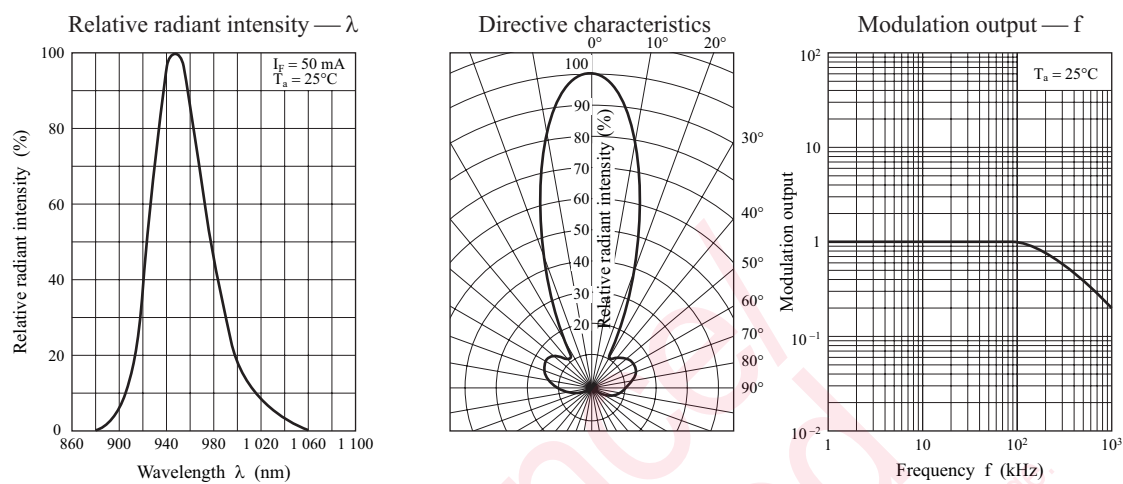 Relative radiant intensity — λ
Relative radiant intensity (%)
100
80
60
40
20
0
I_F = 50 mA
T_a = 25°C
860 900 940 980 1 020 1 060 1 100
Wavelength λ (nm)
Directive characteristics
0° 10° 20°
100
90
80
70
60
50
40
30
20
Relative radiant intensity (%)
30°
40°
50°
60°
70°
80°
90°
Modulation output — f
Modulation output
10²
10
1
10⁻¹
10⁻²
T_a = 25°C
1 10 10² 10³
Frequency f (kHz)